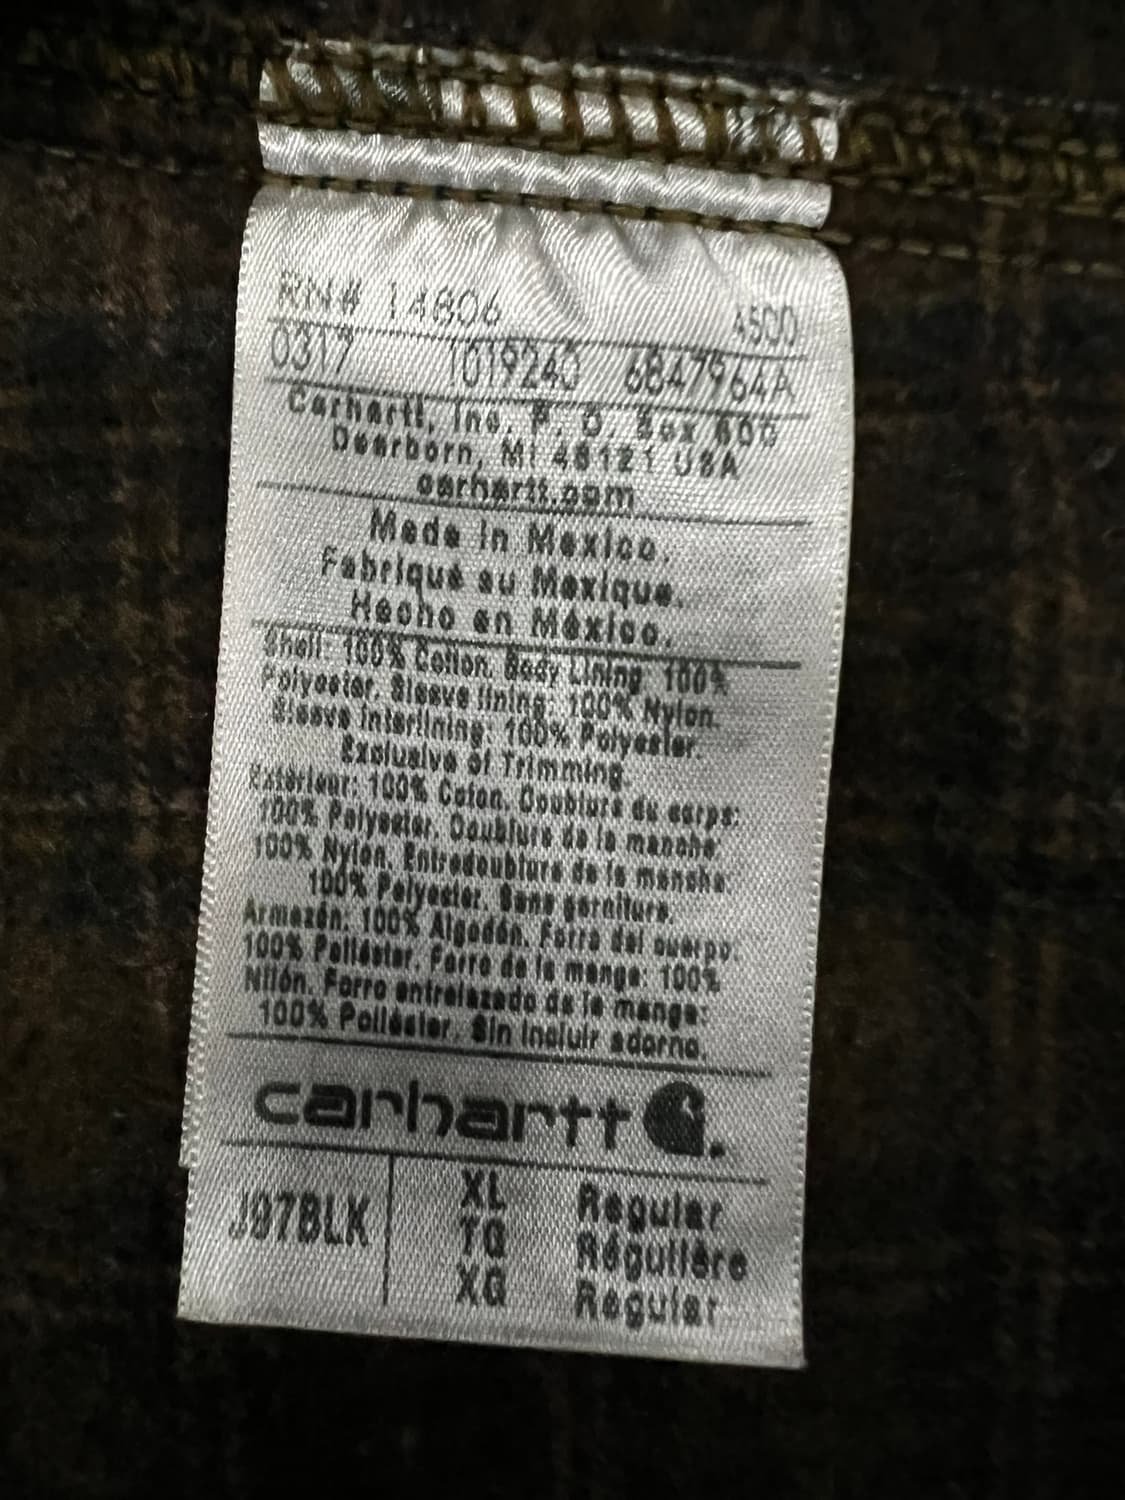 RN# 14806 4500
0317 1019240 6847964A
Carhartt, Inc. P. O. Box 600
Dearborn, MI 48121 USA
carhartt.com
Made in Mexico.
Fabriqué au Mexique.
Hecho en México.
Shell: 100% Cotton. Body Lining: 100%
Polyester. Sleeve lining: 100% Nylon.
Sleeve Interlining: 100% Polyester.
Exclusive of Trimming.
Extérieur: 100% Coton. Doublure du corps:
100% Polyester. Doublure de la manche:
100% Nylon. Entredoublure de la manche:
100% Polyester. Sans garniture.
Armazón: 100% Algodón. Forro del cuerpo:
100% Poliéster. Forro de la manga: 100%
Nilón. Forro entrelazado de la manga:
100% Poliéster. Sin incluir adorno.
carhartt
J97BLK XL Regular
TG Régulière
XG Regular